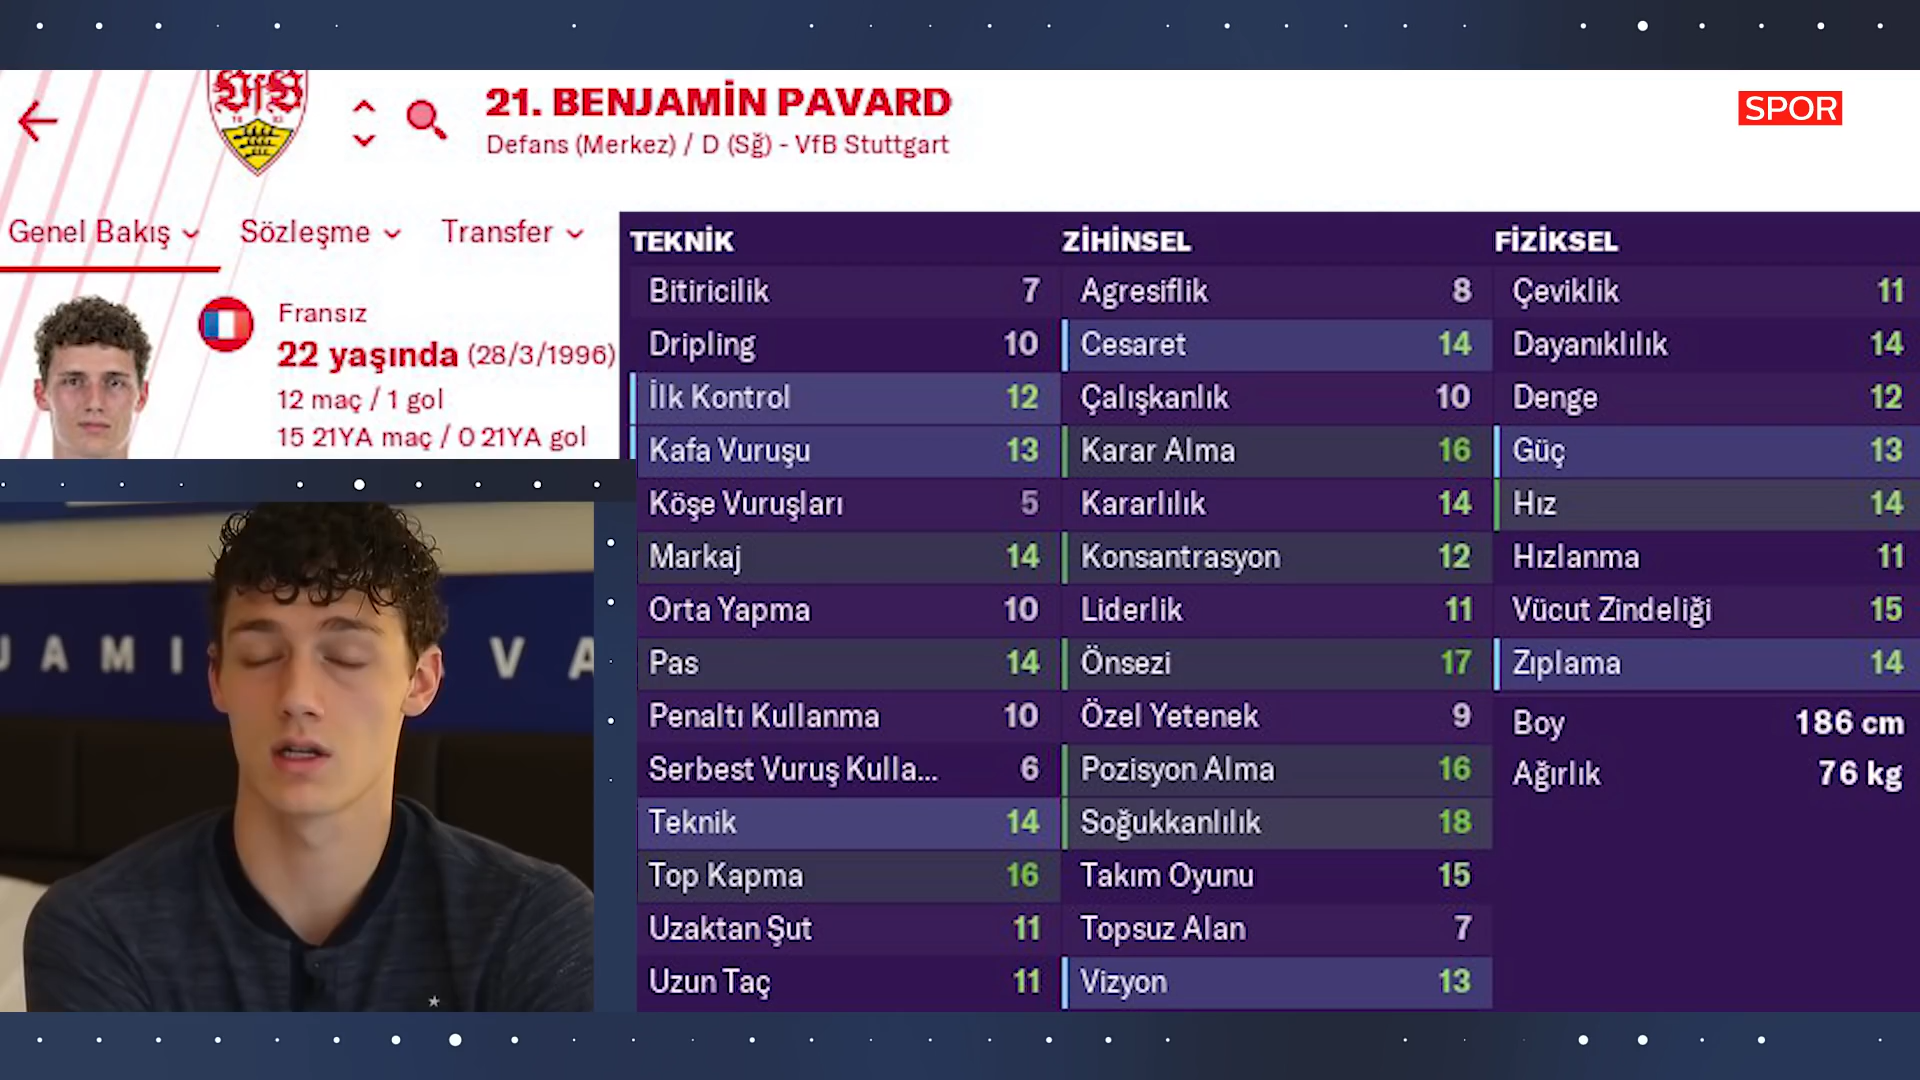 21. BENJAMİN PAVARD
Defans (Merkez) / D (Sğ) - VfB Stuttgart
SPOR
Genel Bakış
Sözleşme
Transfer
Fransız
22 yaşında (28/3/1996)
12 maç / 1 gol
15 21YA maç / 0 21YA gol
TEKNİK
Bitiricilik 7
Dripling 10
İlk Kontrol 12
Kafa Vuruşu 13
Köşe Vuruşları 5
Markaj 14
Orta Yapma 10
Pas 14
Penaltı Kullanma 10
Serbest Vuruş Kulla... 6
Teknik 14
Top Kapma 16
Uzaktan Şut 11
Uzun Taç 11
ZİHİNSEL
Agresiflik 8
Cesaret 14
Çalışkanlık 10
Karar Alma 16
Kararlılık 14
Konsantrasyon 12
Liderlik 11
Önsezi 17
Özel Yetenek 9
Pozisyon Alma 16
Soğukkanlılık 18
Takım Oyunu 15
Topsuz Alan 7
Vizyon 13
FİZİKSEL
Çeviklik 11
Dayanıklılık 14
Denge 12
Güç 13
Hız 14
Hızlanma 11
Vücut Zindeliği 15
Zıplama 14
Boy 186 cm
Ağırlık 76 kg
JAMI VA